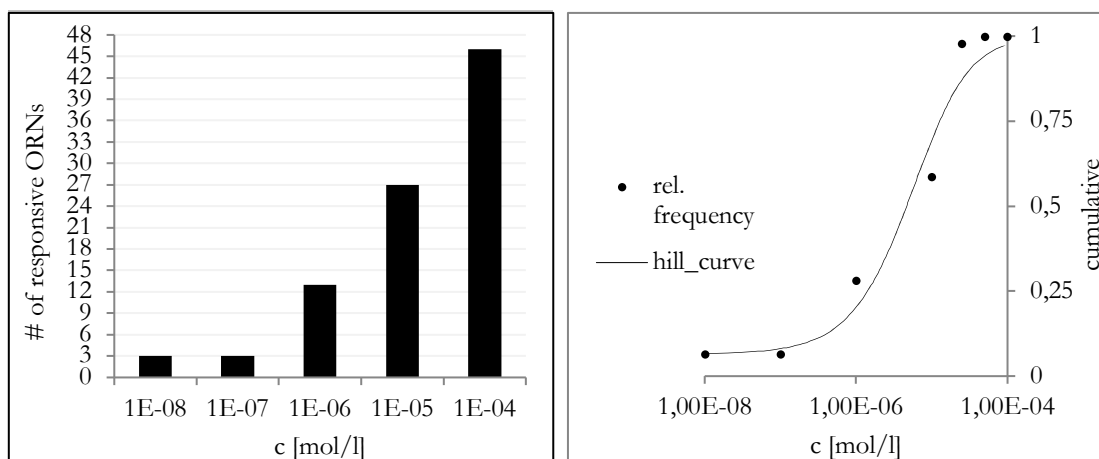 # of responsive ORNs
48
45
42
39
36
33
30
27
24
21
18
15
12
9
6
3
0
1E-08 1E-07 1E-06 1E-05 1E-04
c [mol/l]
rel.
frequency
hill_curve
1
0,75
0,5
0,25
0
cumulative
1,00E-08 1,00E-06 1,00E-04
c [mol/l]